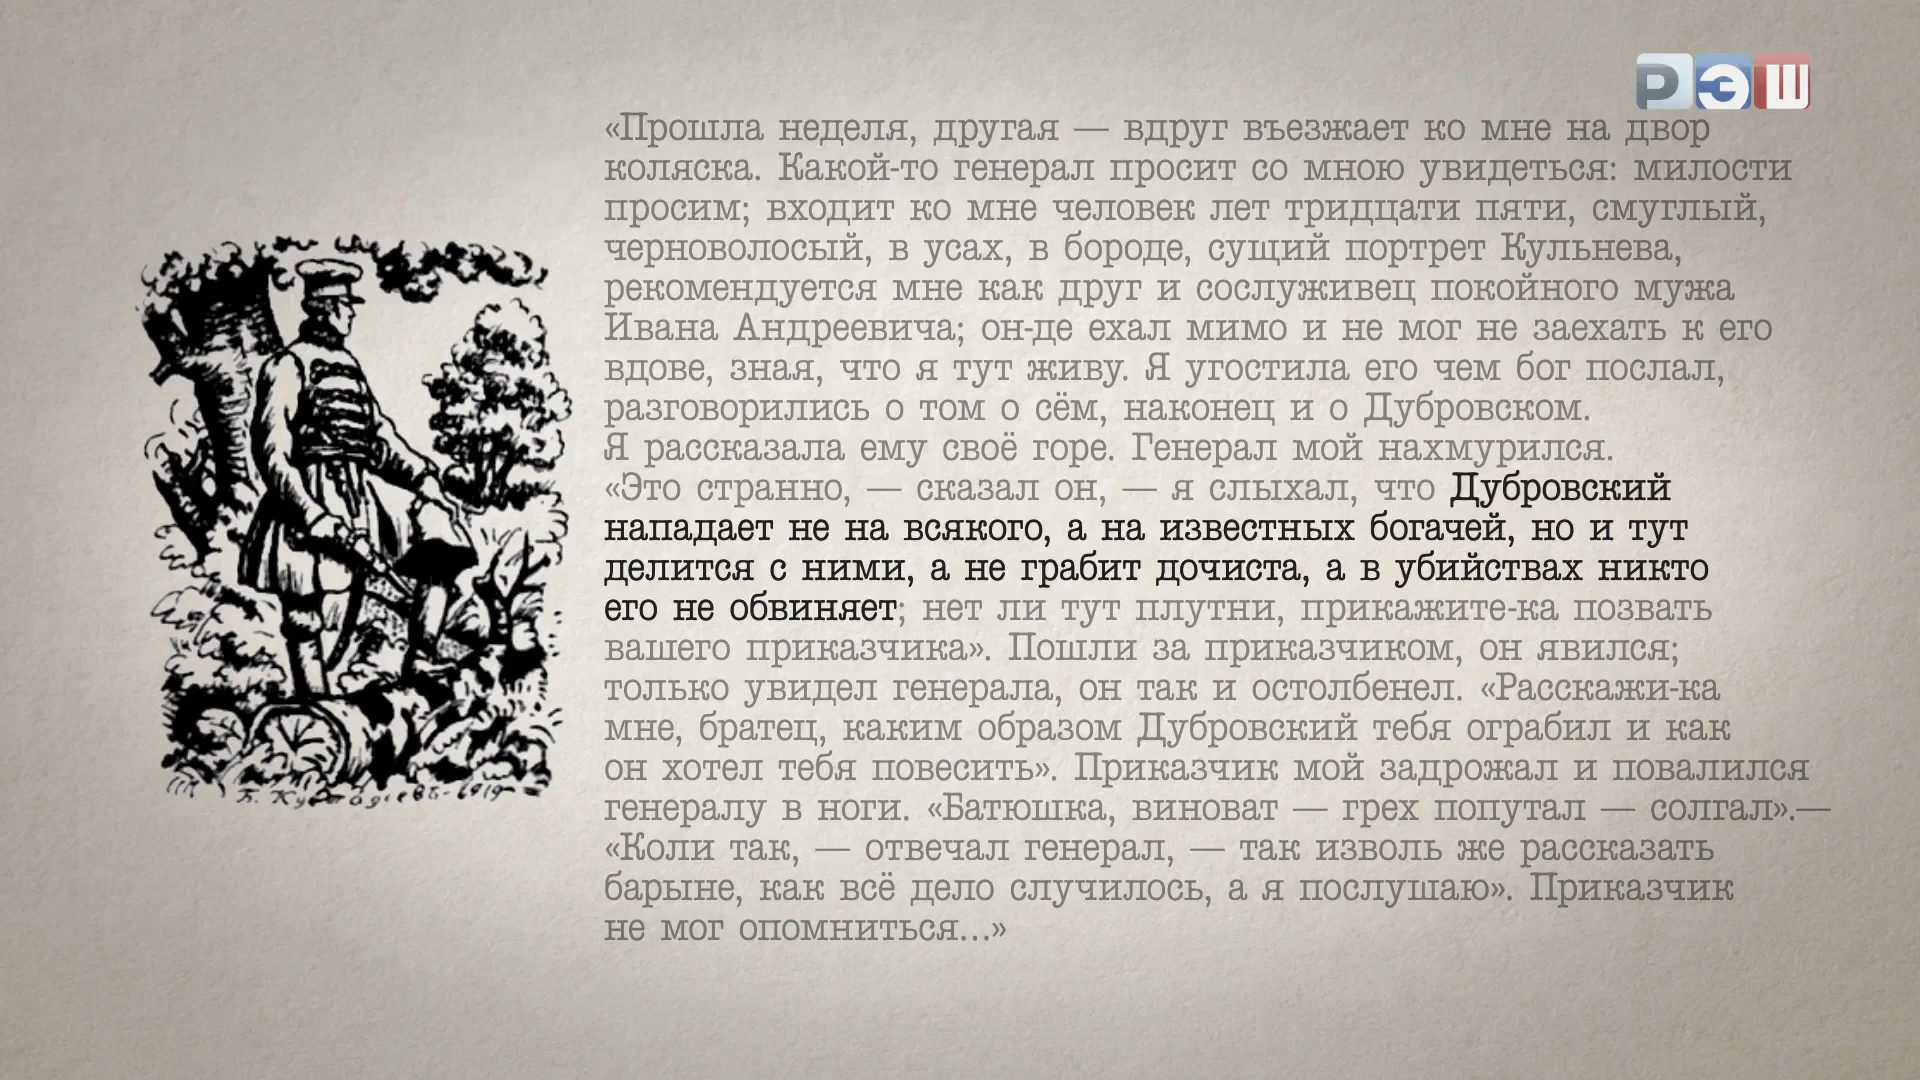 РЭШ
«Прошла неделя, другая — вдруг въезжает ко мне на двор
коляска. Какой-то генерал просит со мною увидеться: милости
просим; входит ко мне человек лет тридцати пяти, смуглый,
черноволосый, в усах, в бороде, сущий портрет Кульнева,
рекомендуется мне как друг и сослуживец покойного мужа
Ивана Андреевича; он-де ехал мимо и не мог не заехать к его
вдове, зная, что я тут живу. Я угостила его чем бог послал,
разговорились о том о сём, наконец и о Дубровском.
Я рассказала ему своё горе. Генерал мой нахмурился.
«Это странно, — сказал он, — я слыхал, что Дубровский
нападает не на всякого, а на известных богачей, но и тут
делится с ними, а не грабит дочиста, а в убийствах никто
его не обвиняет; нет ли тут плутни, прикажите-ка позвать
вашего приказчика». Пошли за приказчиком, он явился;
только увидел генерала, он так и остолбенел. «Расскажи-ка
мне, братец, каким образом Дубровский тебя ограбил и как
он хотел тебя повесить». Приказчик мой задрожал и повалился
генералу в ноги. «Батюшка, виноват — грех попутал — солгал».—
«Коли так, — отвечал генерал, — так изволь же рассказать
барыне, как всё дело случилось, а я послушаю». Приказчик
не мог опомниться...»
Б. Кустодиевъ - 1919